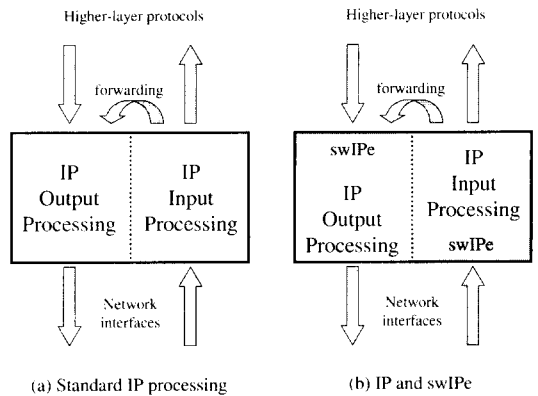 Higher-layer protocols
forwarding
IP
Output
Processing
IP
Input
Processing
Network
interfaces
(a) Standard IP processing
Higher-layer protocols
forwarding
swIPe
IP
Output
Processing
IP
Input
Processing
swIPe
Network
interfaces
(b) IP and swIPe